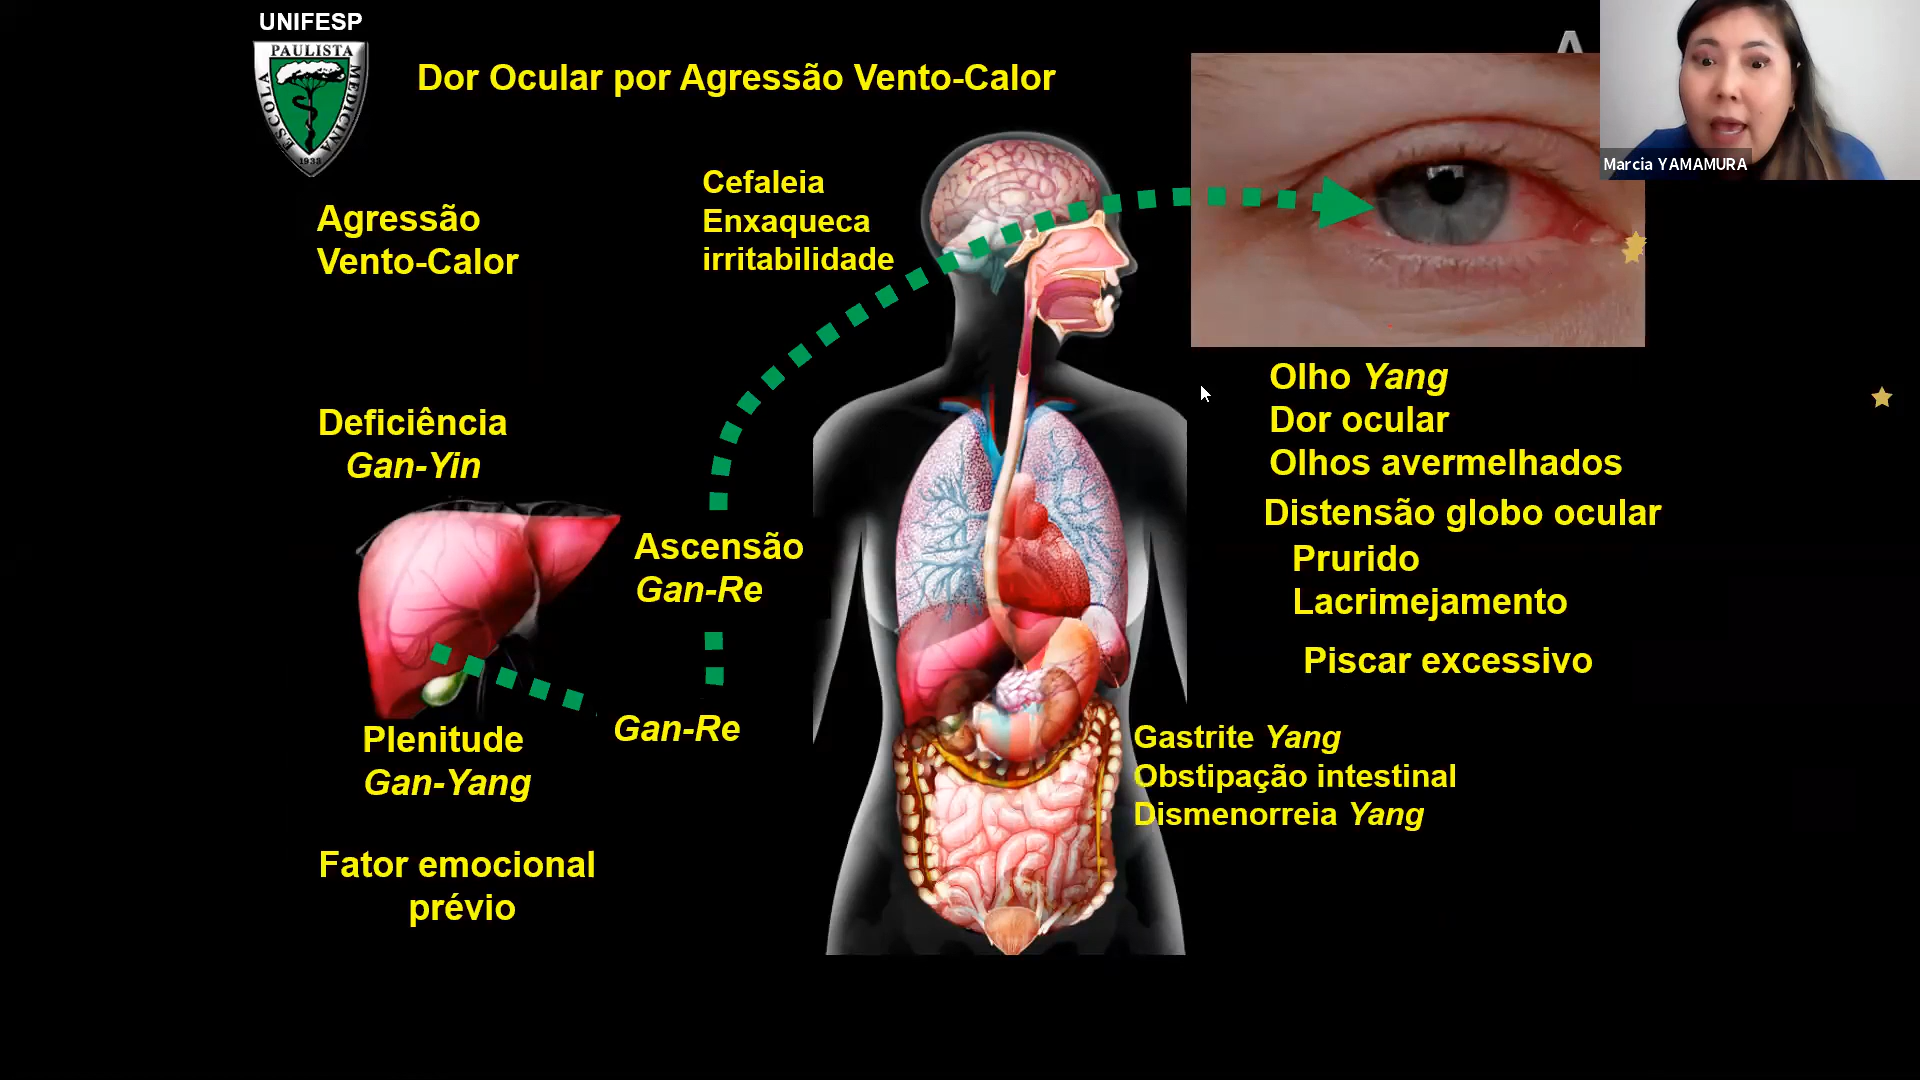 UNIFESP
PAULISTA
ESCOLA
MEDICINA
1933
Dor Ocular por Agressão Vento-Calor
A
Marcia YAMAMURA
Agressão
Vento-Calor
Cefaleia
Enxaqueca
irritabilidade
Deficiência
Gan-Yin
Ascensão
Gan-Re
Gan-Re
Plenitude
Gan-Yang
Fator emocional
prévio
Olho Yang
Dor ocular
Olhos avermelhados
Distensão globo ocular
Prurido
Lacrimejamento
Piscar excessivo
Gastrite Yang
Obstipação intestinal
Dismenorreia Yang